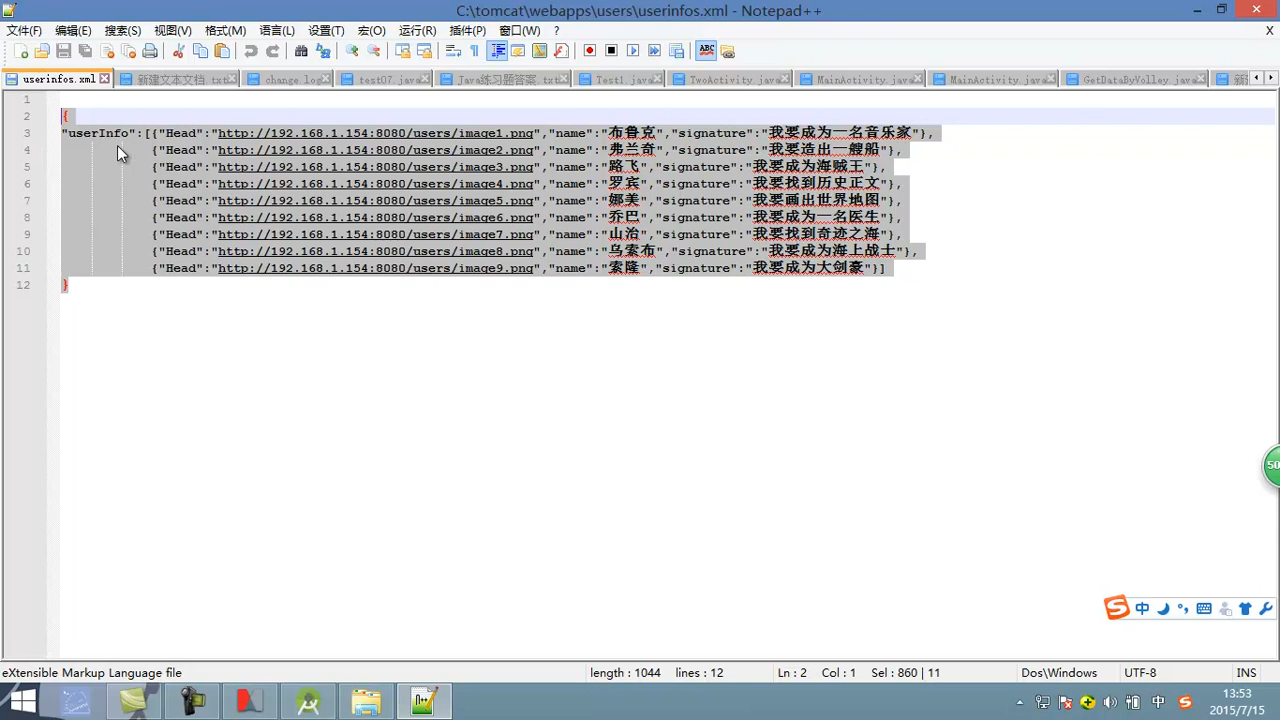 C:\tomcat\webapps\users\userinfos.xml - Notepad++
文件(F) 编辑(E) 搜索(S) 视图(V) 格式(M) 语言(L) 设置(T) 宏(O) 运行(R) 插件(P) 窗口(W) ? X
userinfos.xml 新建文本文档.txt change.log test07.java Java练习题答案.txt Test1.java TwoActivity.java MainActivity.java MainActivity.java GetDataByVolley.java
1
2 {
3 "userInfo":[{"Head":"http://192.168.1.154:8080/users/image1.png","name":"布鲁克","signature":"我要成为一名音乐家"},
4 {"Head":"http://192.168.1.154:8080/users/image2.png","name":"弗兰奇","signature":"我要造出一艘船"},
5 {"Head":"http://192.168.1.154:8080/users/image3.png","name":"路飞","signature":"我要成为海贼王"},
6 {"Head":"http://192.168.1.154:8080/users/image4.png","name":"罗宾","signature":"我要找到历史正文"},
7 {"Head":"http://192.168.1.154:8080/users/image5.png","name":"娜美","signature":"我要画出世界地图"},
8 {"Head":"http://192.168.1.154:8080/users/image6.png","name":"乔巴","signature":"我要成为一名医生"},
9 {"Head":"http://192.168.1.154:8080/users/image7.png","name":"山治","signature":"我要找到奇迹之海"},
10 {"Head":"http://192.168.1.154:8080/users/image8.png","name":"乌索布","signature":"我要成为海上战士"},
11 {"Head":"http://192.168.1.154:8080/users/image9.png","name":"索隆","signature":"我要成为大剑豪"}]
12 }
50
中
eXtensible Markup Language file length : 1044 lines : 12 Ln : 2 Col : 1 Sel : 860 | 11 Dos\Windows UTF-8 INS
中 13:53
2015/7/15